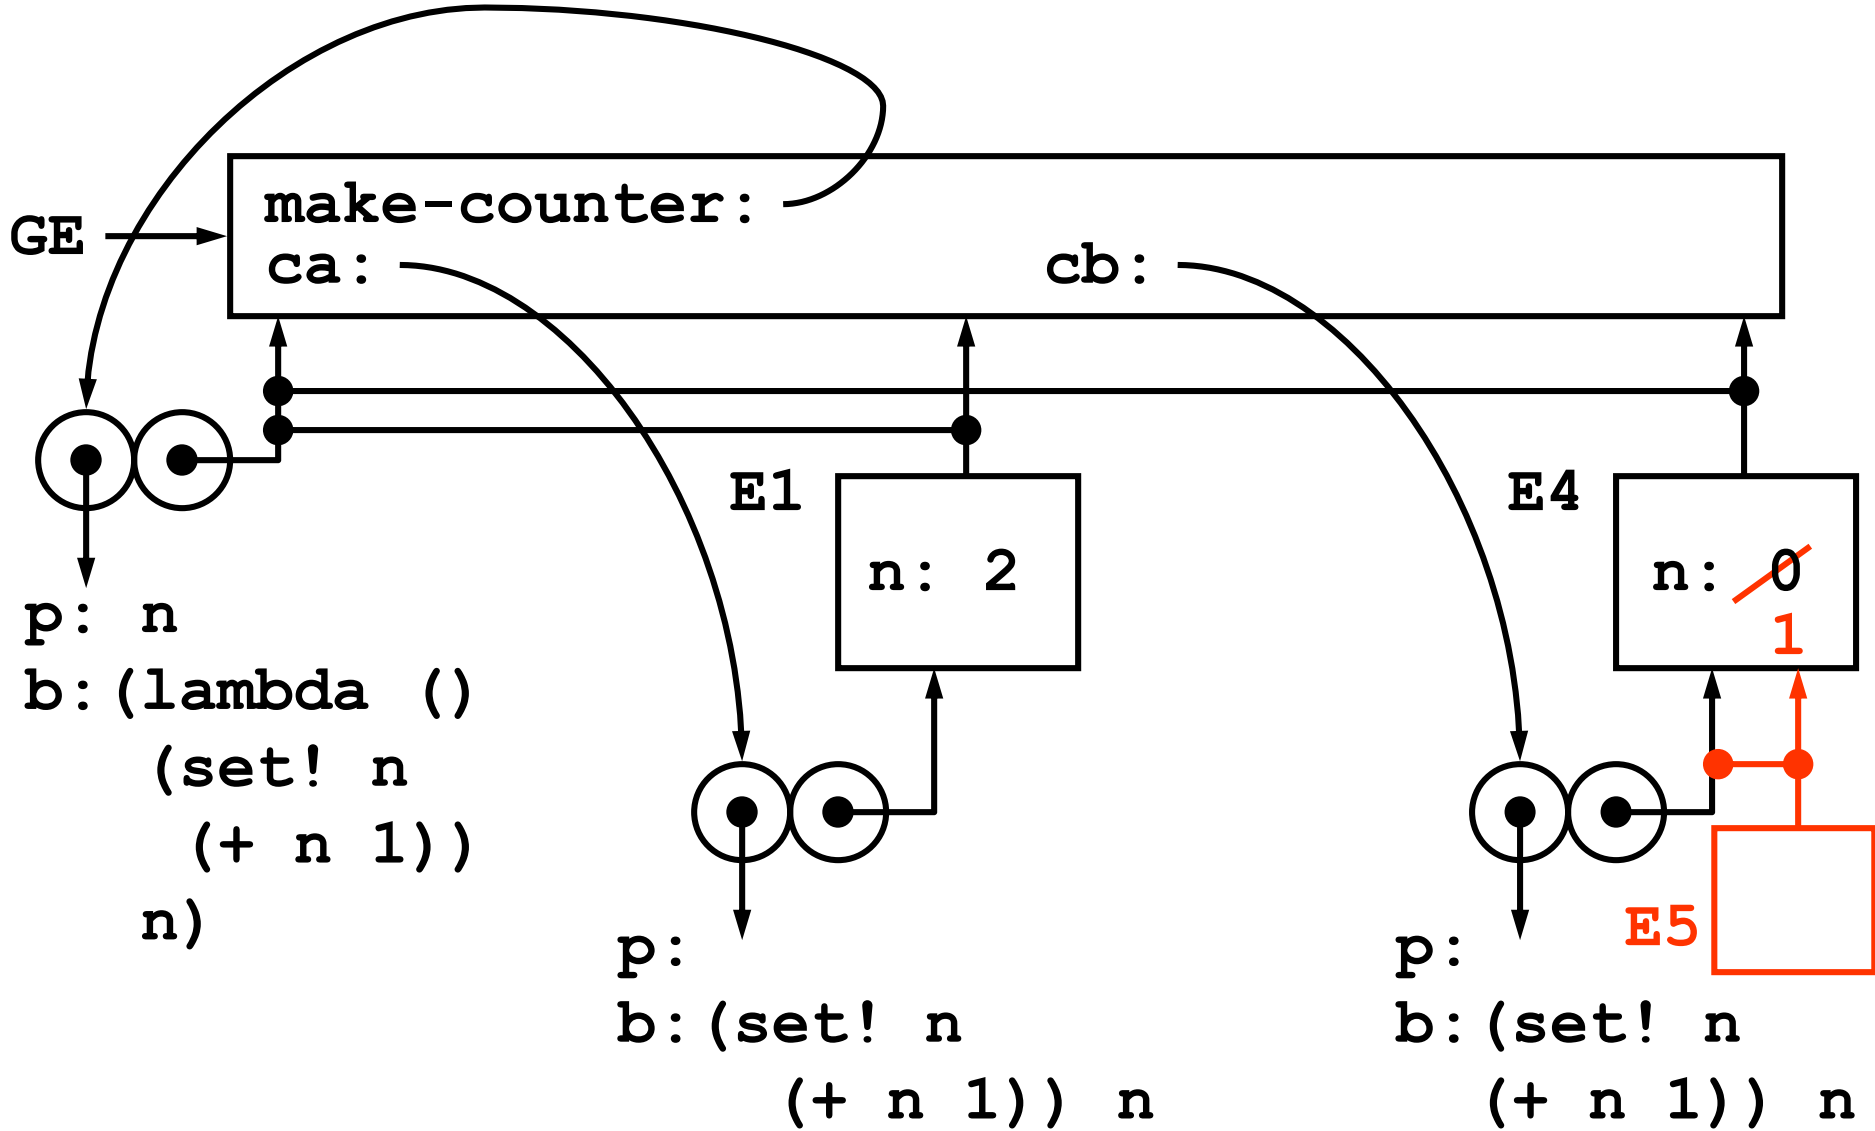 make-counter:
GE
ca:
cb:
E1
n: 2
E4
n: 0
1
p: n
b:(lambda ()
(set! n
(+ n 1))
n)
E5
p:
b:(set! n
(+ n 1)) n
p:
b:(set! n
(+ n 1)) n